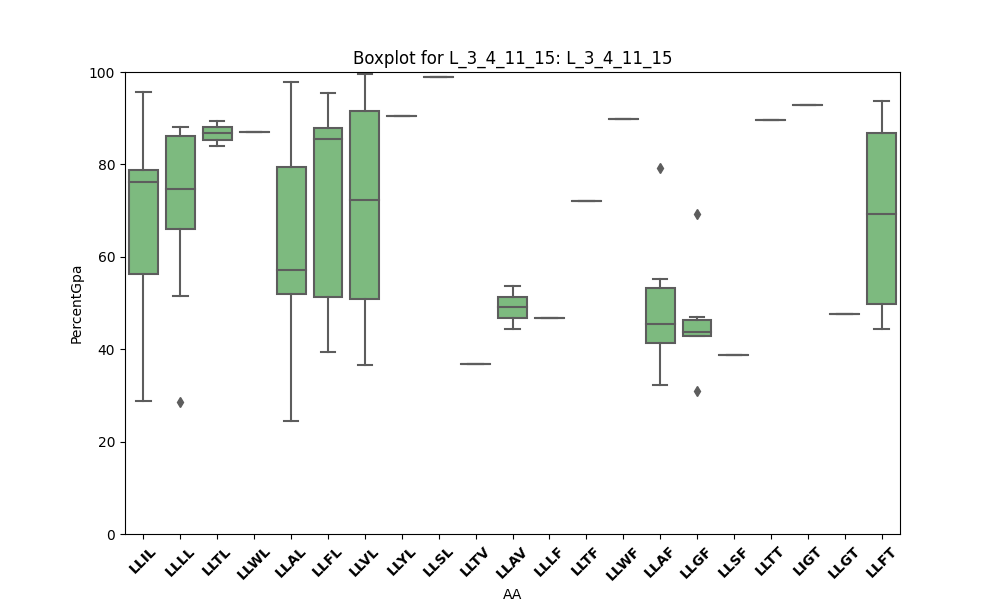 Boxplot for L_3_4_11_15: L_3_4_11_15
PercentGpa
100
80
60
40
20
0
LLIL LLLL LLTL LLWL LLAL LLFL LLVL LLYL LLSL LLTV LLAV LLLF LLTF LLWF LLAF LLGF LLSF LLTT LIGT LLGT LLFT
AA